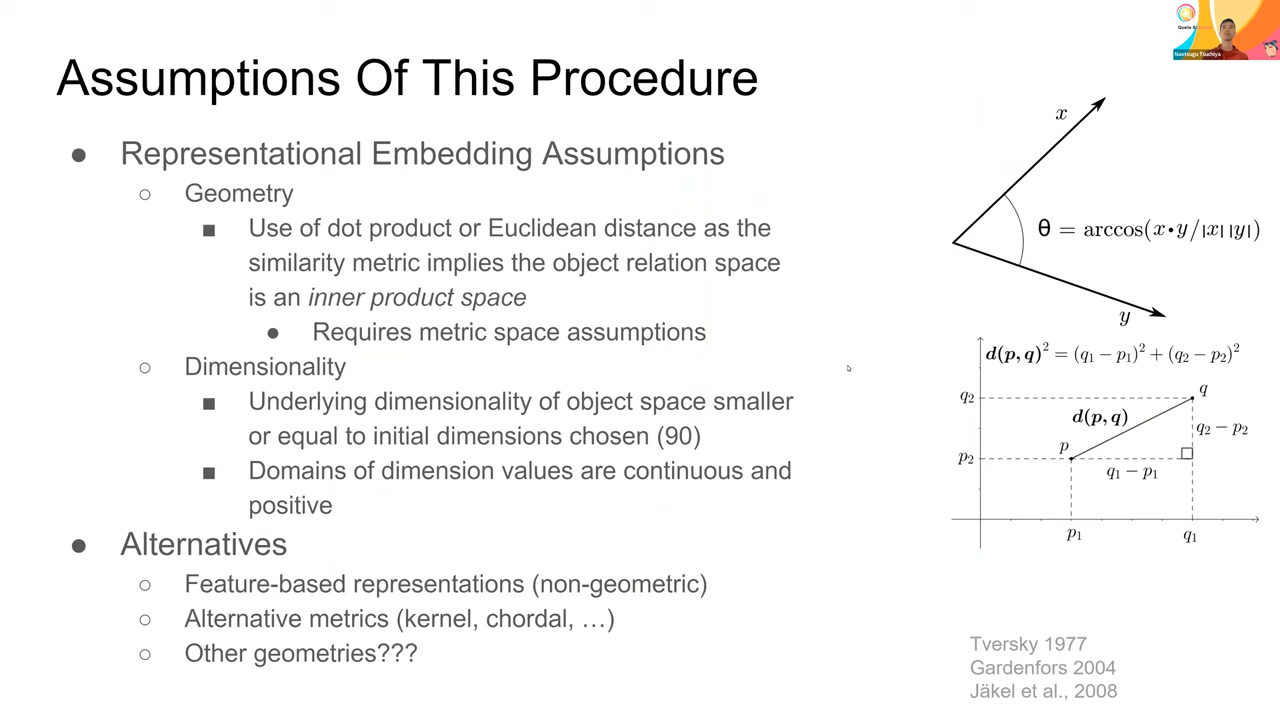 Assumptions Of This Procedure
● Representational Embedding Assumptions
○ Geometry
■ Use of dot product or Euclidean distance as the
similarity metric implies the object relation space
is an inner product space
● Requires metric space assumptions
○ Dimensionality
■ Underlying dimensionality of object space smaller
or equal to initial dimensions chosen (90)
■ Domains of dimension values are continuous and
positive
● Alternatives
○ Feature-based representations (non-geometric)
○ Alternative metrics (kernel, chordal, …)
○ Other geometries???
Qualia
Naotsugu Tsuchiya
x
θ = arccos(x•y/|x| |y|)
y
d(p, q)² = (q₁ − p₁)² + (q₂ − p₂)²
q
q₂
d(p, q)
q₂ − p₂
p
p₂
q₁ − p₁
p₁
q₁
Tversky 1977
Gardenfors 2004
Jäkel et al., 2008